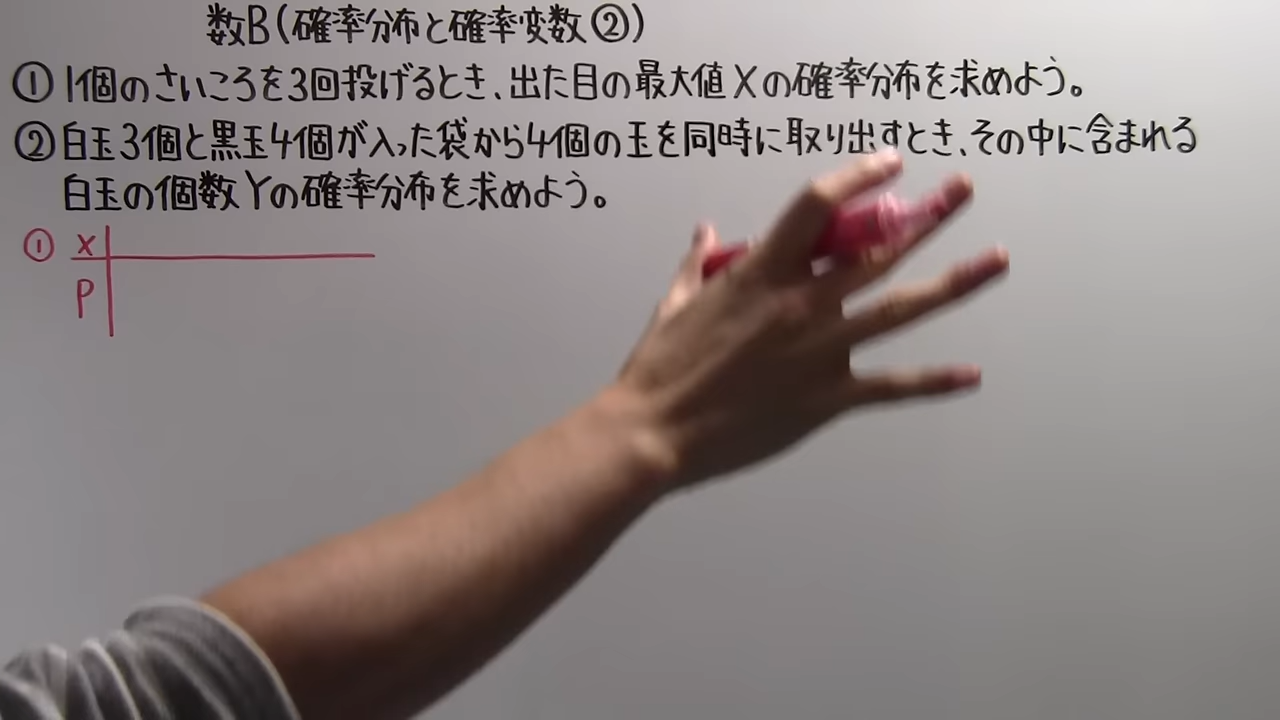 数B(確率分布と確率変数②)
① 1個のさいころを3回投げるとき、出た目の最大値Xの確率分布を求めよう。
② 白玉3個と黒玉4個が入った袋から4個の玉を同時に取り出すとき、その中に含まれる
白玉の個数Yの確率分布を求めよう。
① X
P